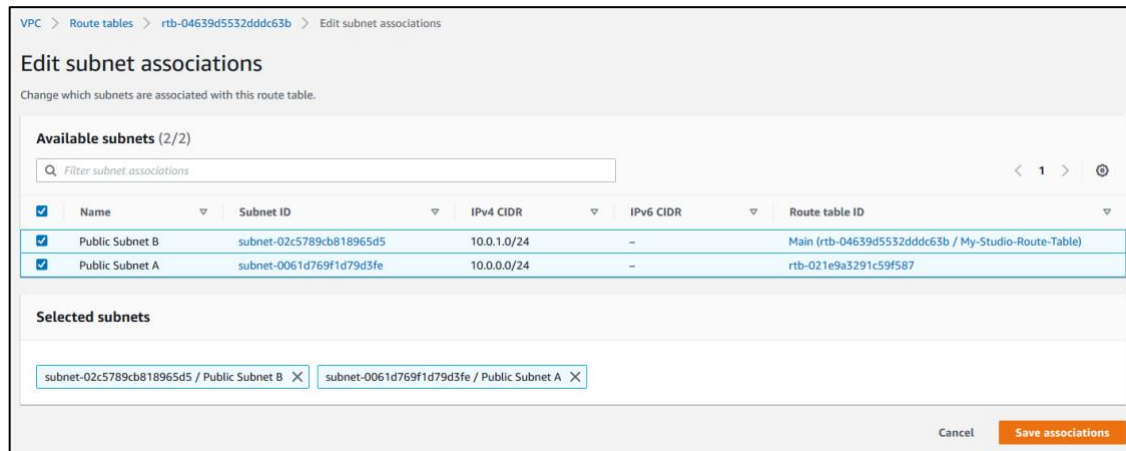 VPC > Route tables > rtb-04639d5532dddc63b > Edit subnet associations
Edit subnet associations
Change which subnets are associated with this route table.
Available subnets (2/2)
Filter subnet associations
< 1 >
Name Subnet ID IPv4 CIDR IPv6 CIDR Route table ID
Public Subnet B subnet-02c5789cb818965d5 10.0.1.0/24 – Main (rtb-04639d5532dddc63b / My-Studio-Route-Table)
Public Subnet A subnet-0061d769f1d79d3fe 10.0.0.0/24 – rtb-021e9a3291c59f587
Selected subnets
subnet-02c5789cb818965d5 / Public Subnet B X subnet-0061d769f1d79d3fe / Public Subnet A X
Cancel Save associations